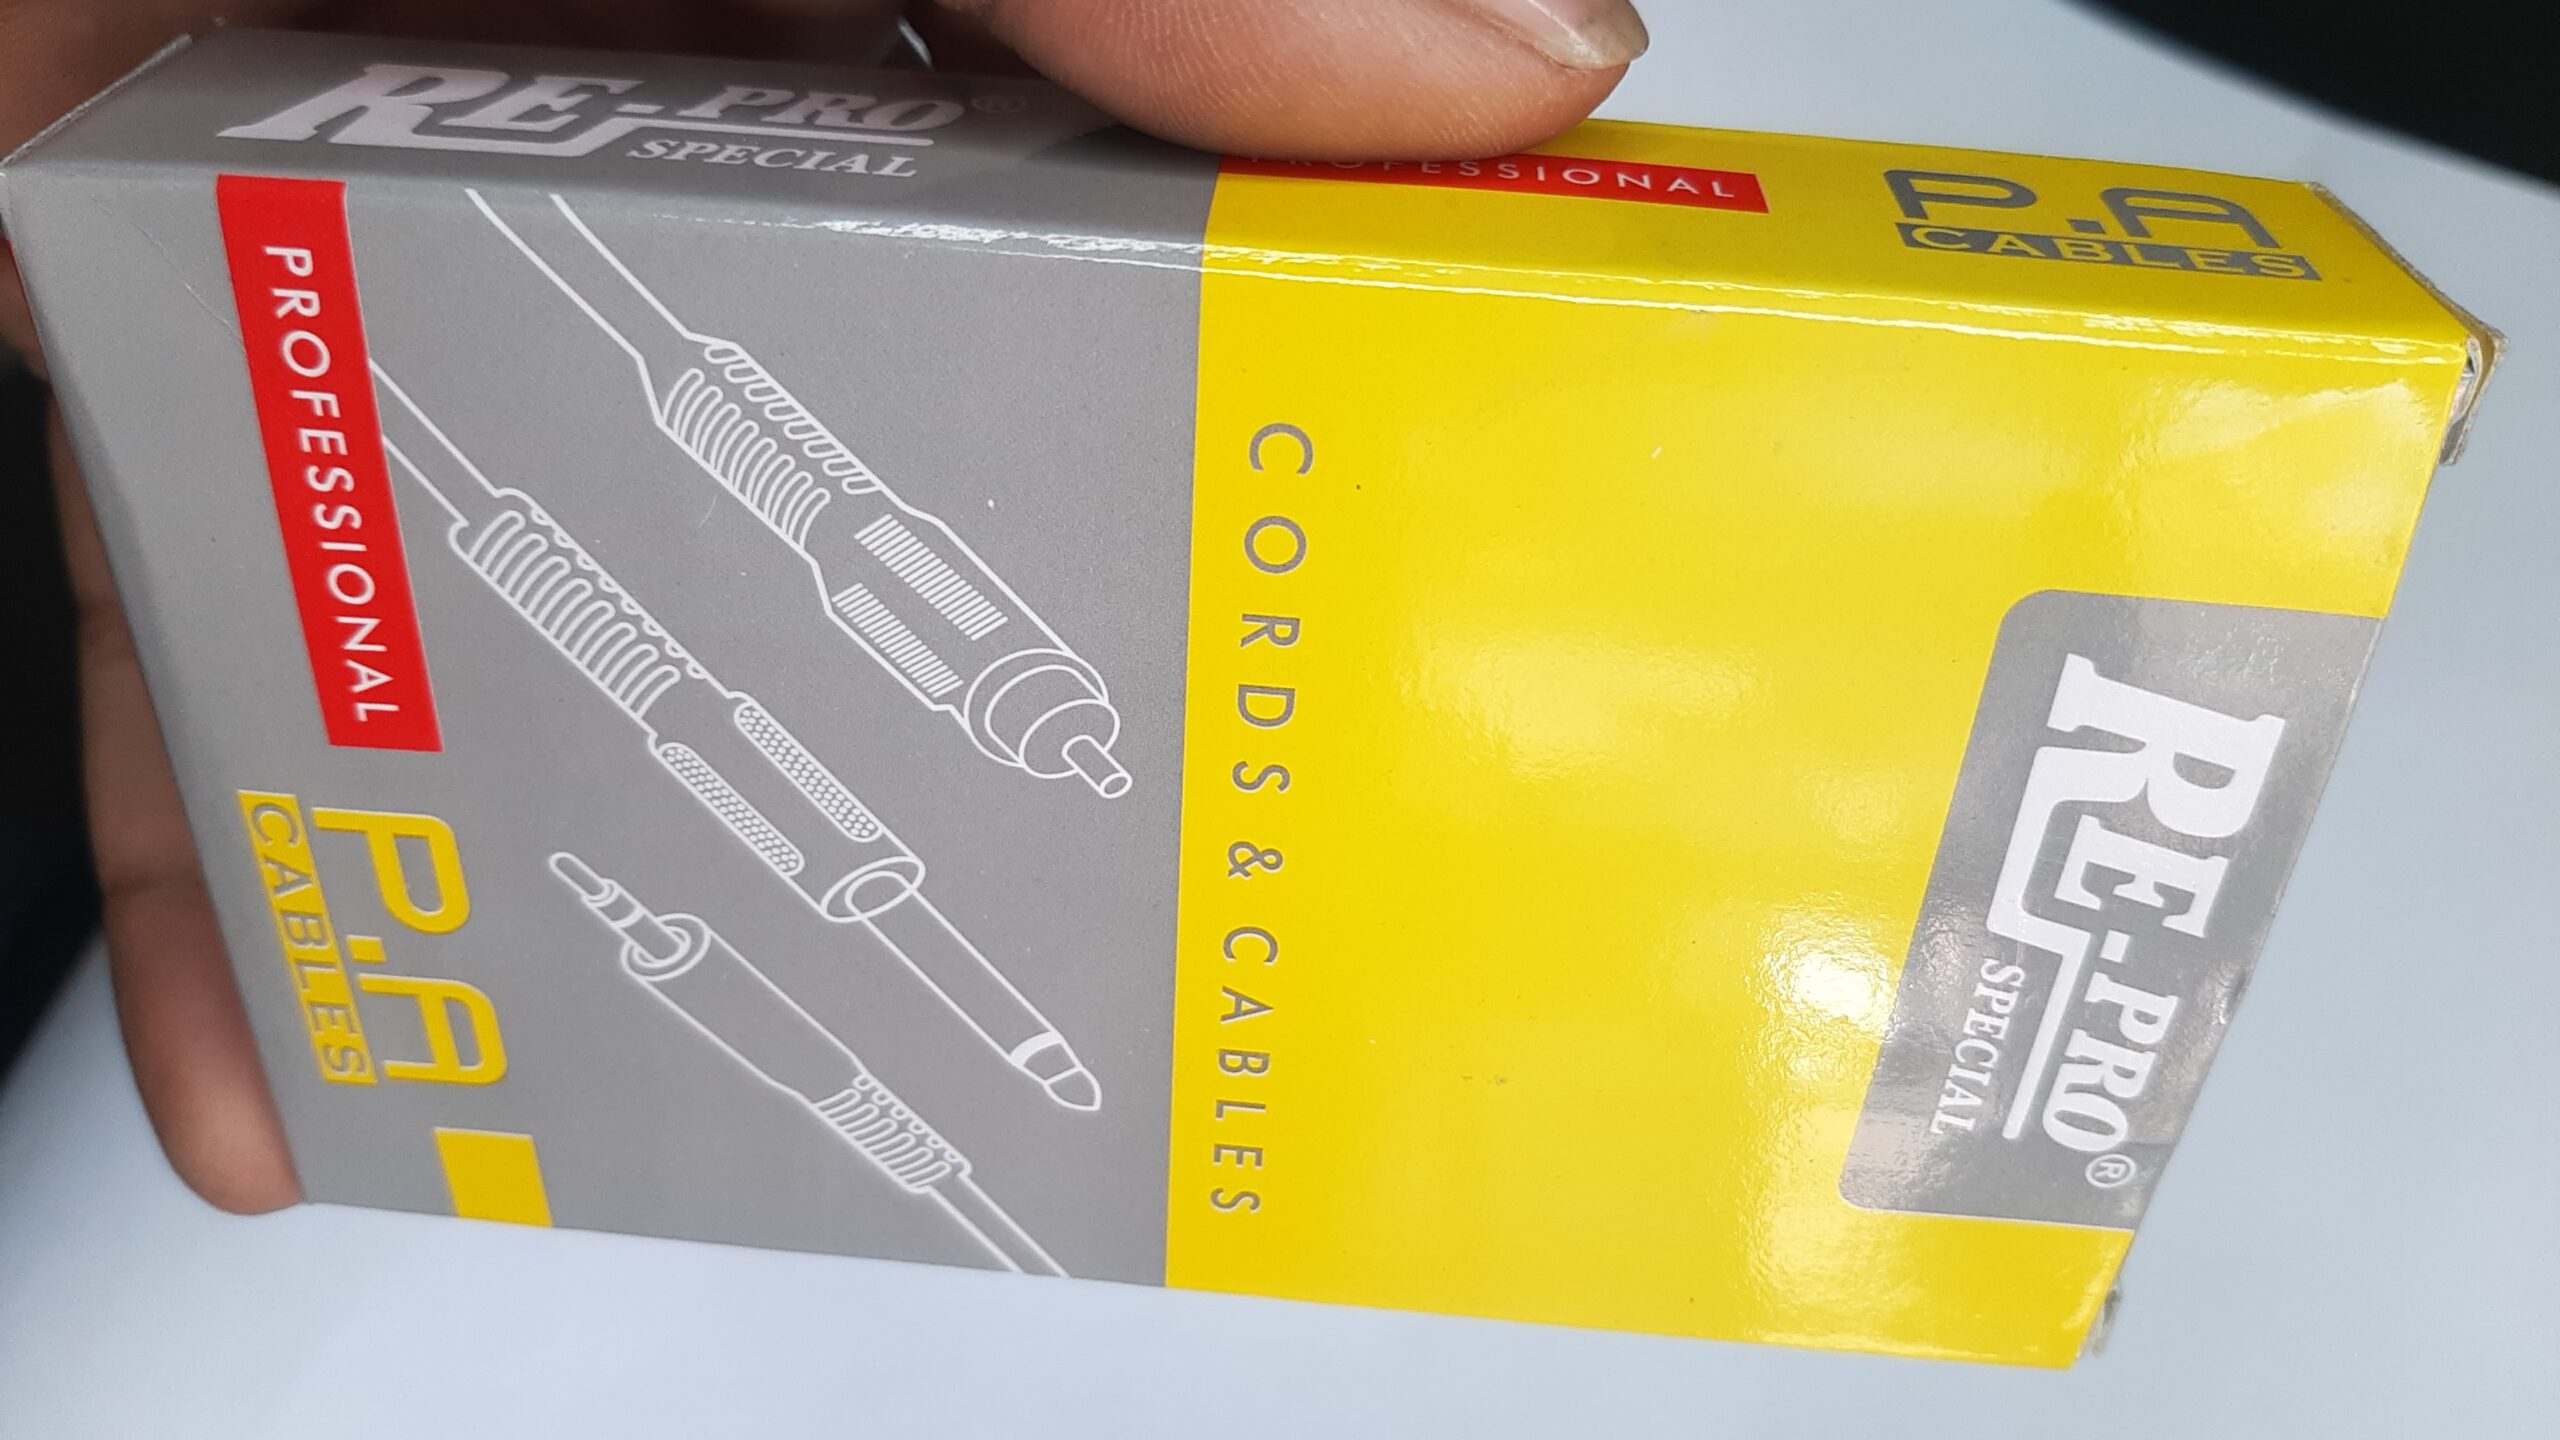 RE-PRO®
SPECIAL
CORDS & CABLES
PROFESSIONAL
P.A
CABLES
RE-PRO®
SPECIAL
PROFESSIONAL
P.A
CABLES